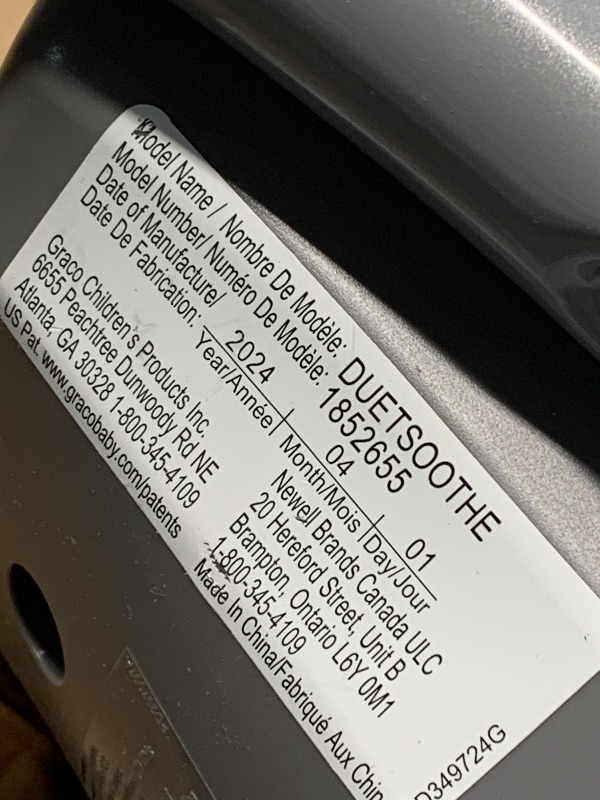 Model Name / Nombre De Modèle: DUETSOOTHE
Model Number/ Numéro De Modèle: 1852655
Date of Manufacture/
Date De Fabrication: 2024 04 01
Year/Année Month/Mois Day/Jour
Graco Children's Products Inc.
6655 Peachtree Dunwoody Rd NE
Atlanta, GA 30328 1-800-345-4109
US Pat. www.gracobaby.com/patents
Newell Brands Canada ULC
20 Hereford Street, Unit B
Brampton, Ontario L6Y 0M1
1-800-345-4109
Made In China/Fabriqué Aux Chin
D349724G